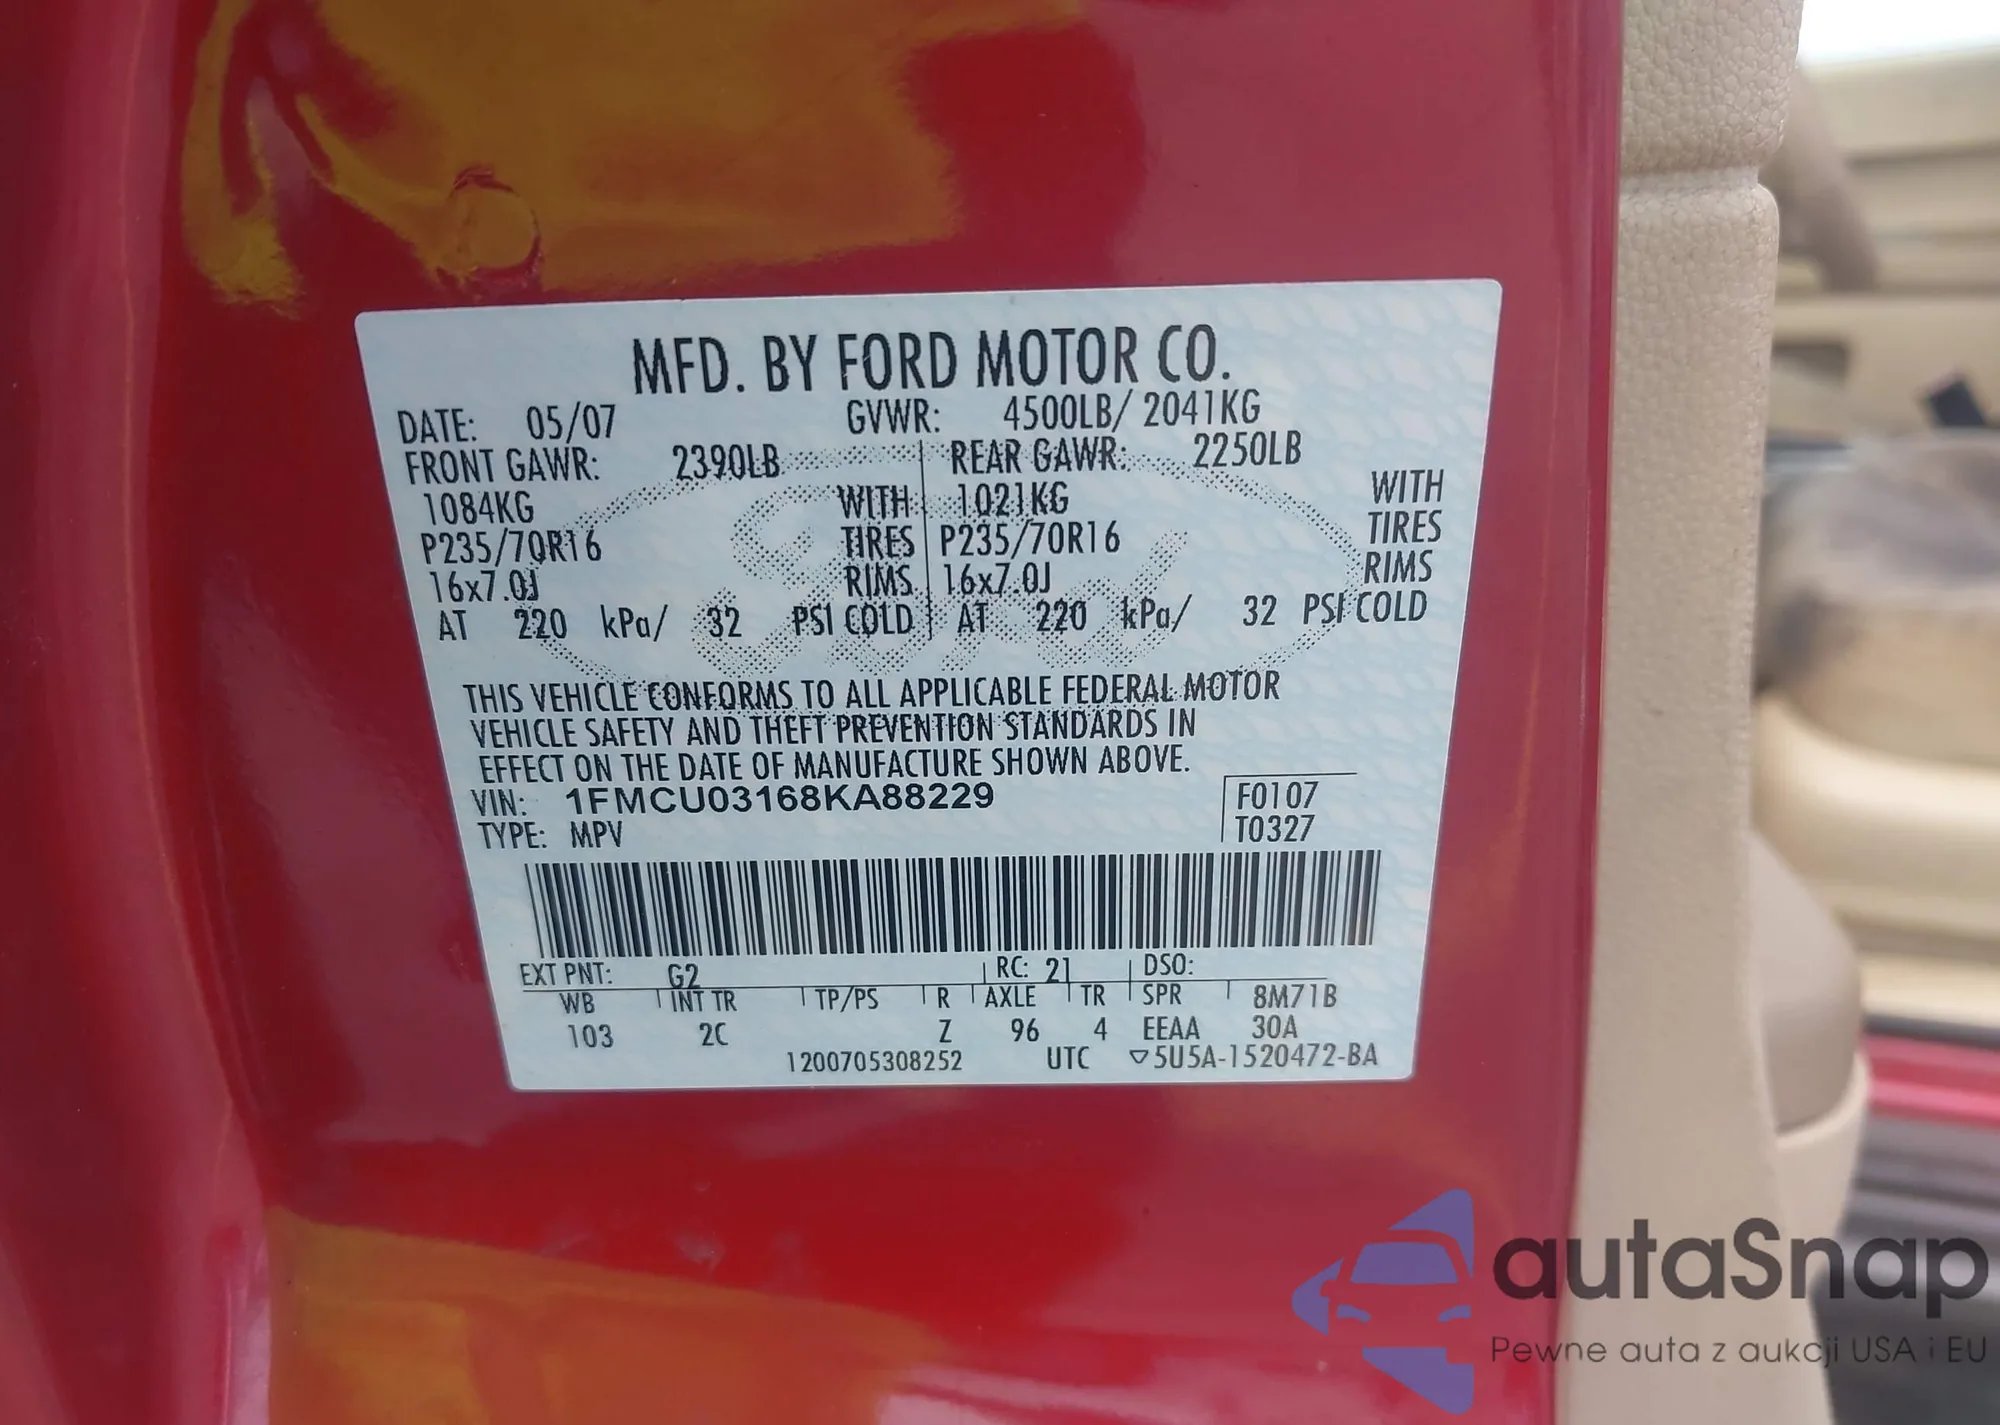 MFD. BY FORD MOTOR CO.
DATE: 05/07 GVWR: 4500LB/ 2041KG
FRONT GAWR: 2390LB REAR GAWR: 2250LB
1084KG WITH 1021KG WITH
P235/70R16 TIRES P235/70R16 TIRES
16x7.0J RIMS 16x7.0J RIMS
AT 220 kPa/ 32 PSI COLD AT 220 kPa/ 32 PSI COLD
Ford
THIS VEHICLE CONFORMS TO ALL APPLICABLE FEDERAL MOTOR
VEHICLE SAFETY AND THEFT PREVENTION STANDARDS IN
EFFECT ON THE DATE OF MANUFACTURE SHOWN ABOVE.
VIN: 1FMCU03168KA88229 F0107
TYPE: MPV T0327
EXT PNT: G2 RC: 21 DSO:
WB INT TR TP/PS R AXLE TR SPR 8M71B
103 2C Z 96 4 EEAA 30A
1200705308252 UTC ▽5U5A-1520472-BA
autaSnap
Pewne auta z aukcji USA i EU